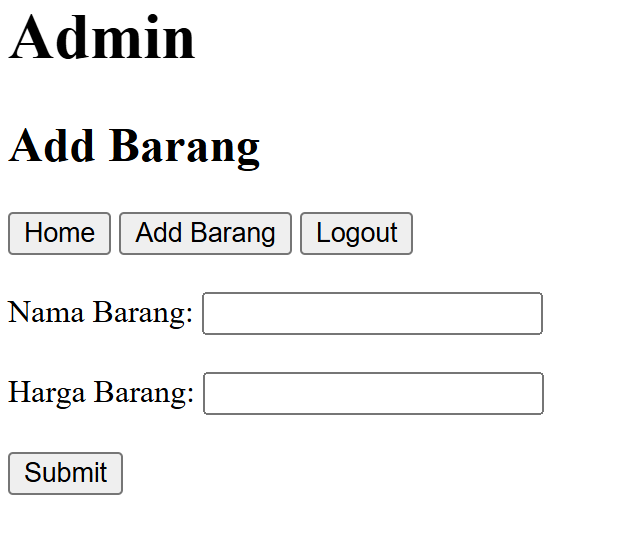 Admin
Add Barang
Home Add Barang Logout
Nama Barang:
Harga Barang:
Submit